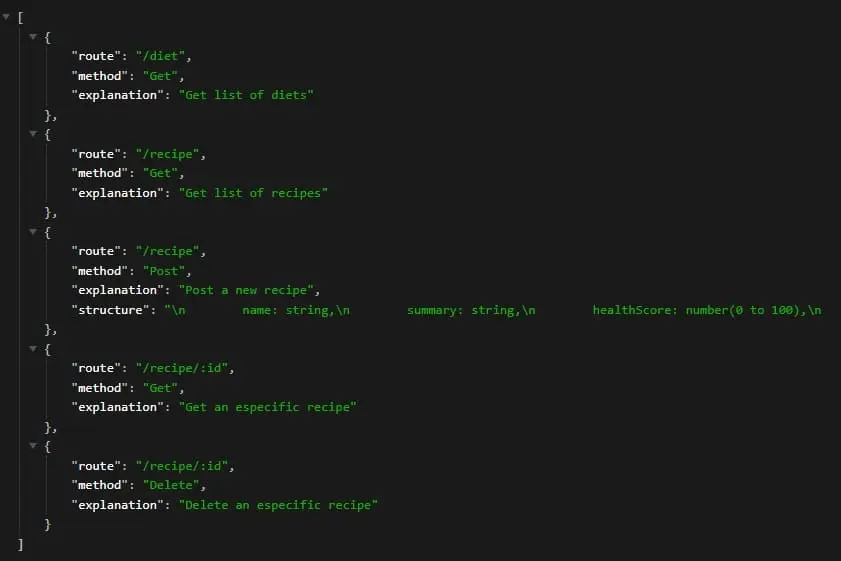 [
{
"route": "/diet",
"method": "Get",
"explanation": "Get list of diets"
},
{
"route": "/recipe",
"method": "Get",
"explanation": "Get list of recipes"
},
{
"route": "/recipe",
"method": "Post",
"explanation": "Post a new recipe",
"structure": "\n        name: string,\n        summary: string,\n        healthScore: number(0 to 100),\n
},
{
"route": "/recipe/:id",
"method": "Get",
"explanation": "Get an especific recipe"
},
{
"route": "/recipe/:id",
"method": "Delete",
"explanation": "Delete an especific recipe"
}
]